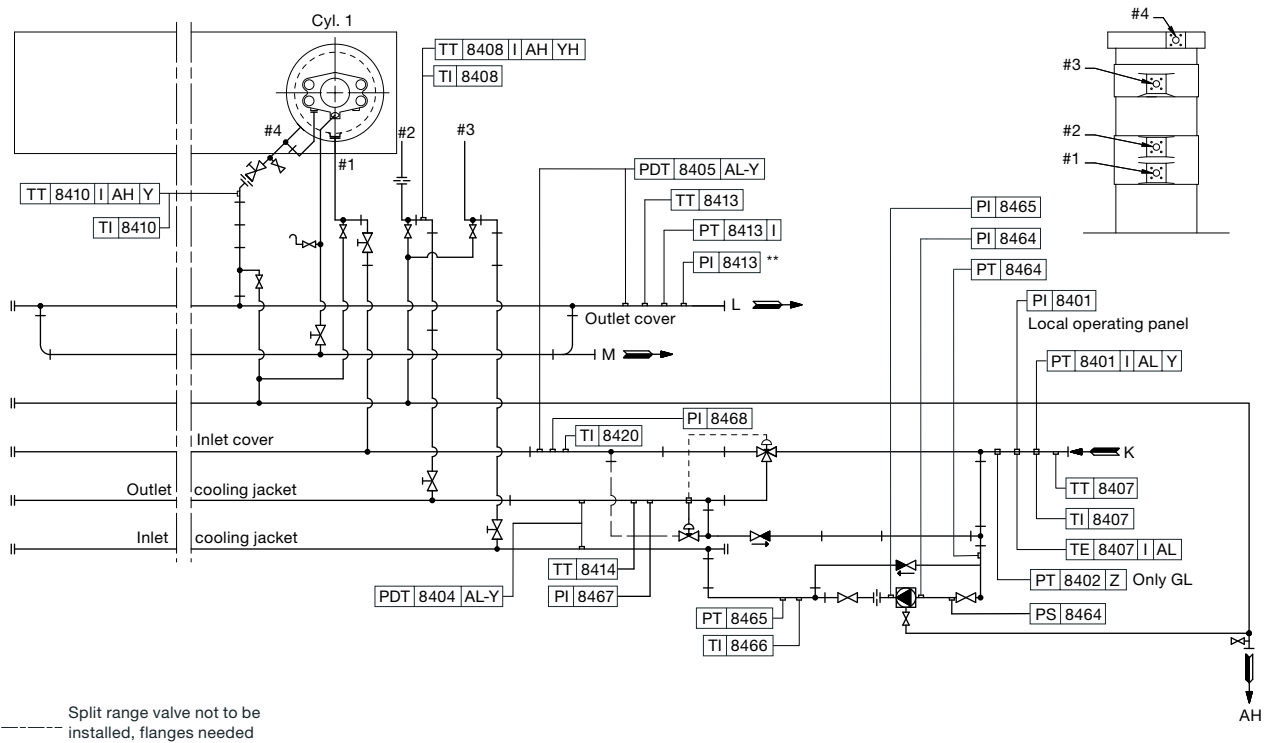 Cyl. 1
#4
TT 8408 I AH YH
TI 8408
#3
#2
#1
#4
#1
#2
#3
TT 8410 I AH Y
TI 8410
PDT 8405 AL-Y
TT 8413
PT 8413 I
PI 8413 **
PI 8465
PI 8464
PT 8464
PI 8401
Local operating panel
PT 8401 I AL Y
L
Outlet cover
M
PI 8468
TI 8420
Inlet cover
K
Outlet cooling jacket
TT 8407
TI 8407
Inlet cooling jacket
TE 8407 I AL
TT 8414
PT 8402 Z Only GL
PDT 8404 AL-Y
PI 8467
PT 8465
PS 8464
TI 8466
AH
Split range valve not to be
installed, flanges needed